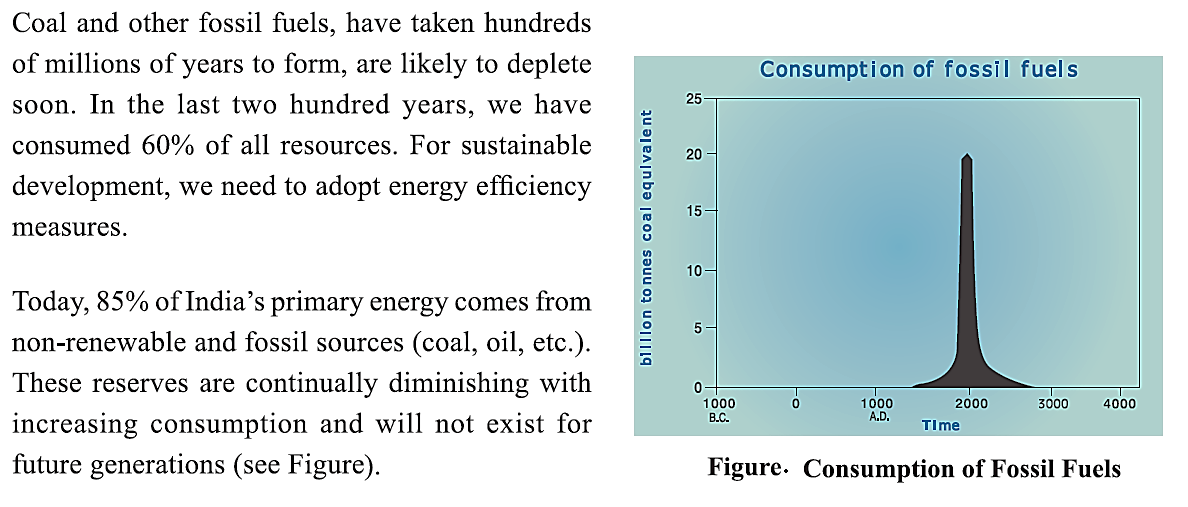 Coal and other fossil fuels, have taken hundreds
of millions of years to form, are likely to deplete
soon. In the last two hundred years, we have
consumed 60% of all resources. For sustainable
development, we need to adopt energy efficiency
measures.
Today, 85% of India's primary energy comes from
non-renewable and fossil sources (coal, oil, etc.).
These reserves are continually diminishing with
increasing consumption and will not exist for
future generations (see Figure).
Consumption of fossil fuels
billion tonnes coal equivalent
25
20
15
10
5
0
1000 B.C.
0
1000 A.D.
2000
3000
4000
Time
Figure. Consumption of Fossil Fuels